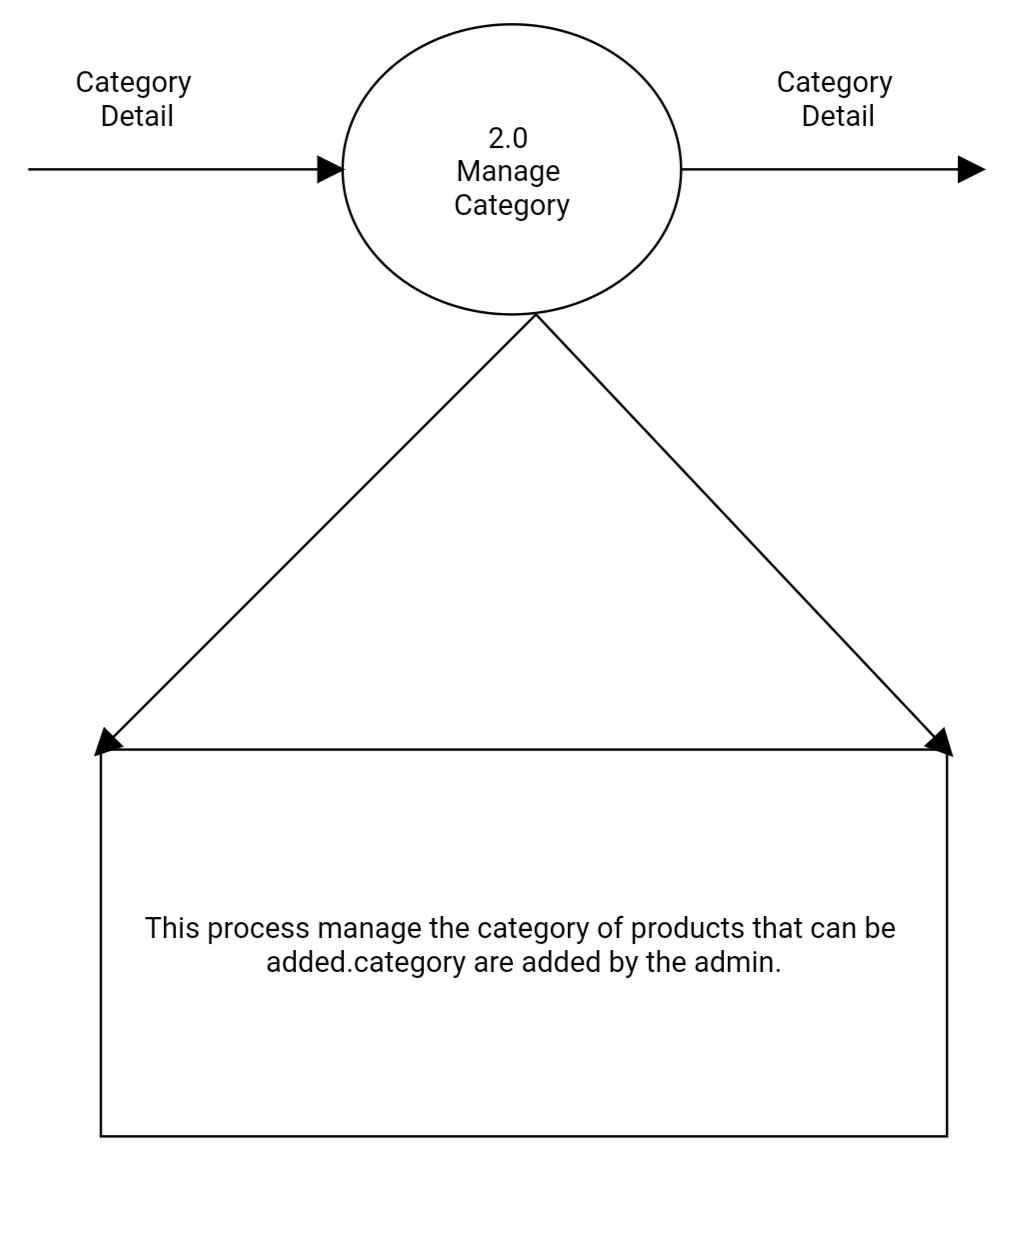 Category
Detail
2.0
Manage
Category
Category
Detail
This process manage the category of products that can be
added.category are added by the admin.